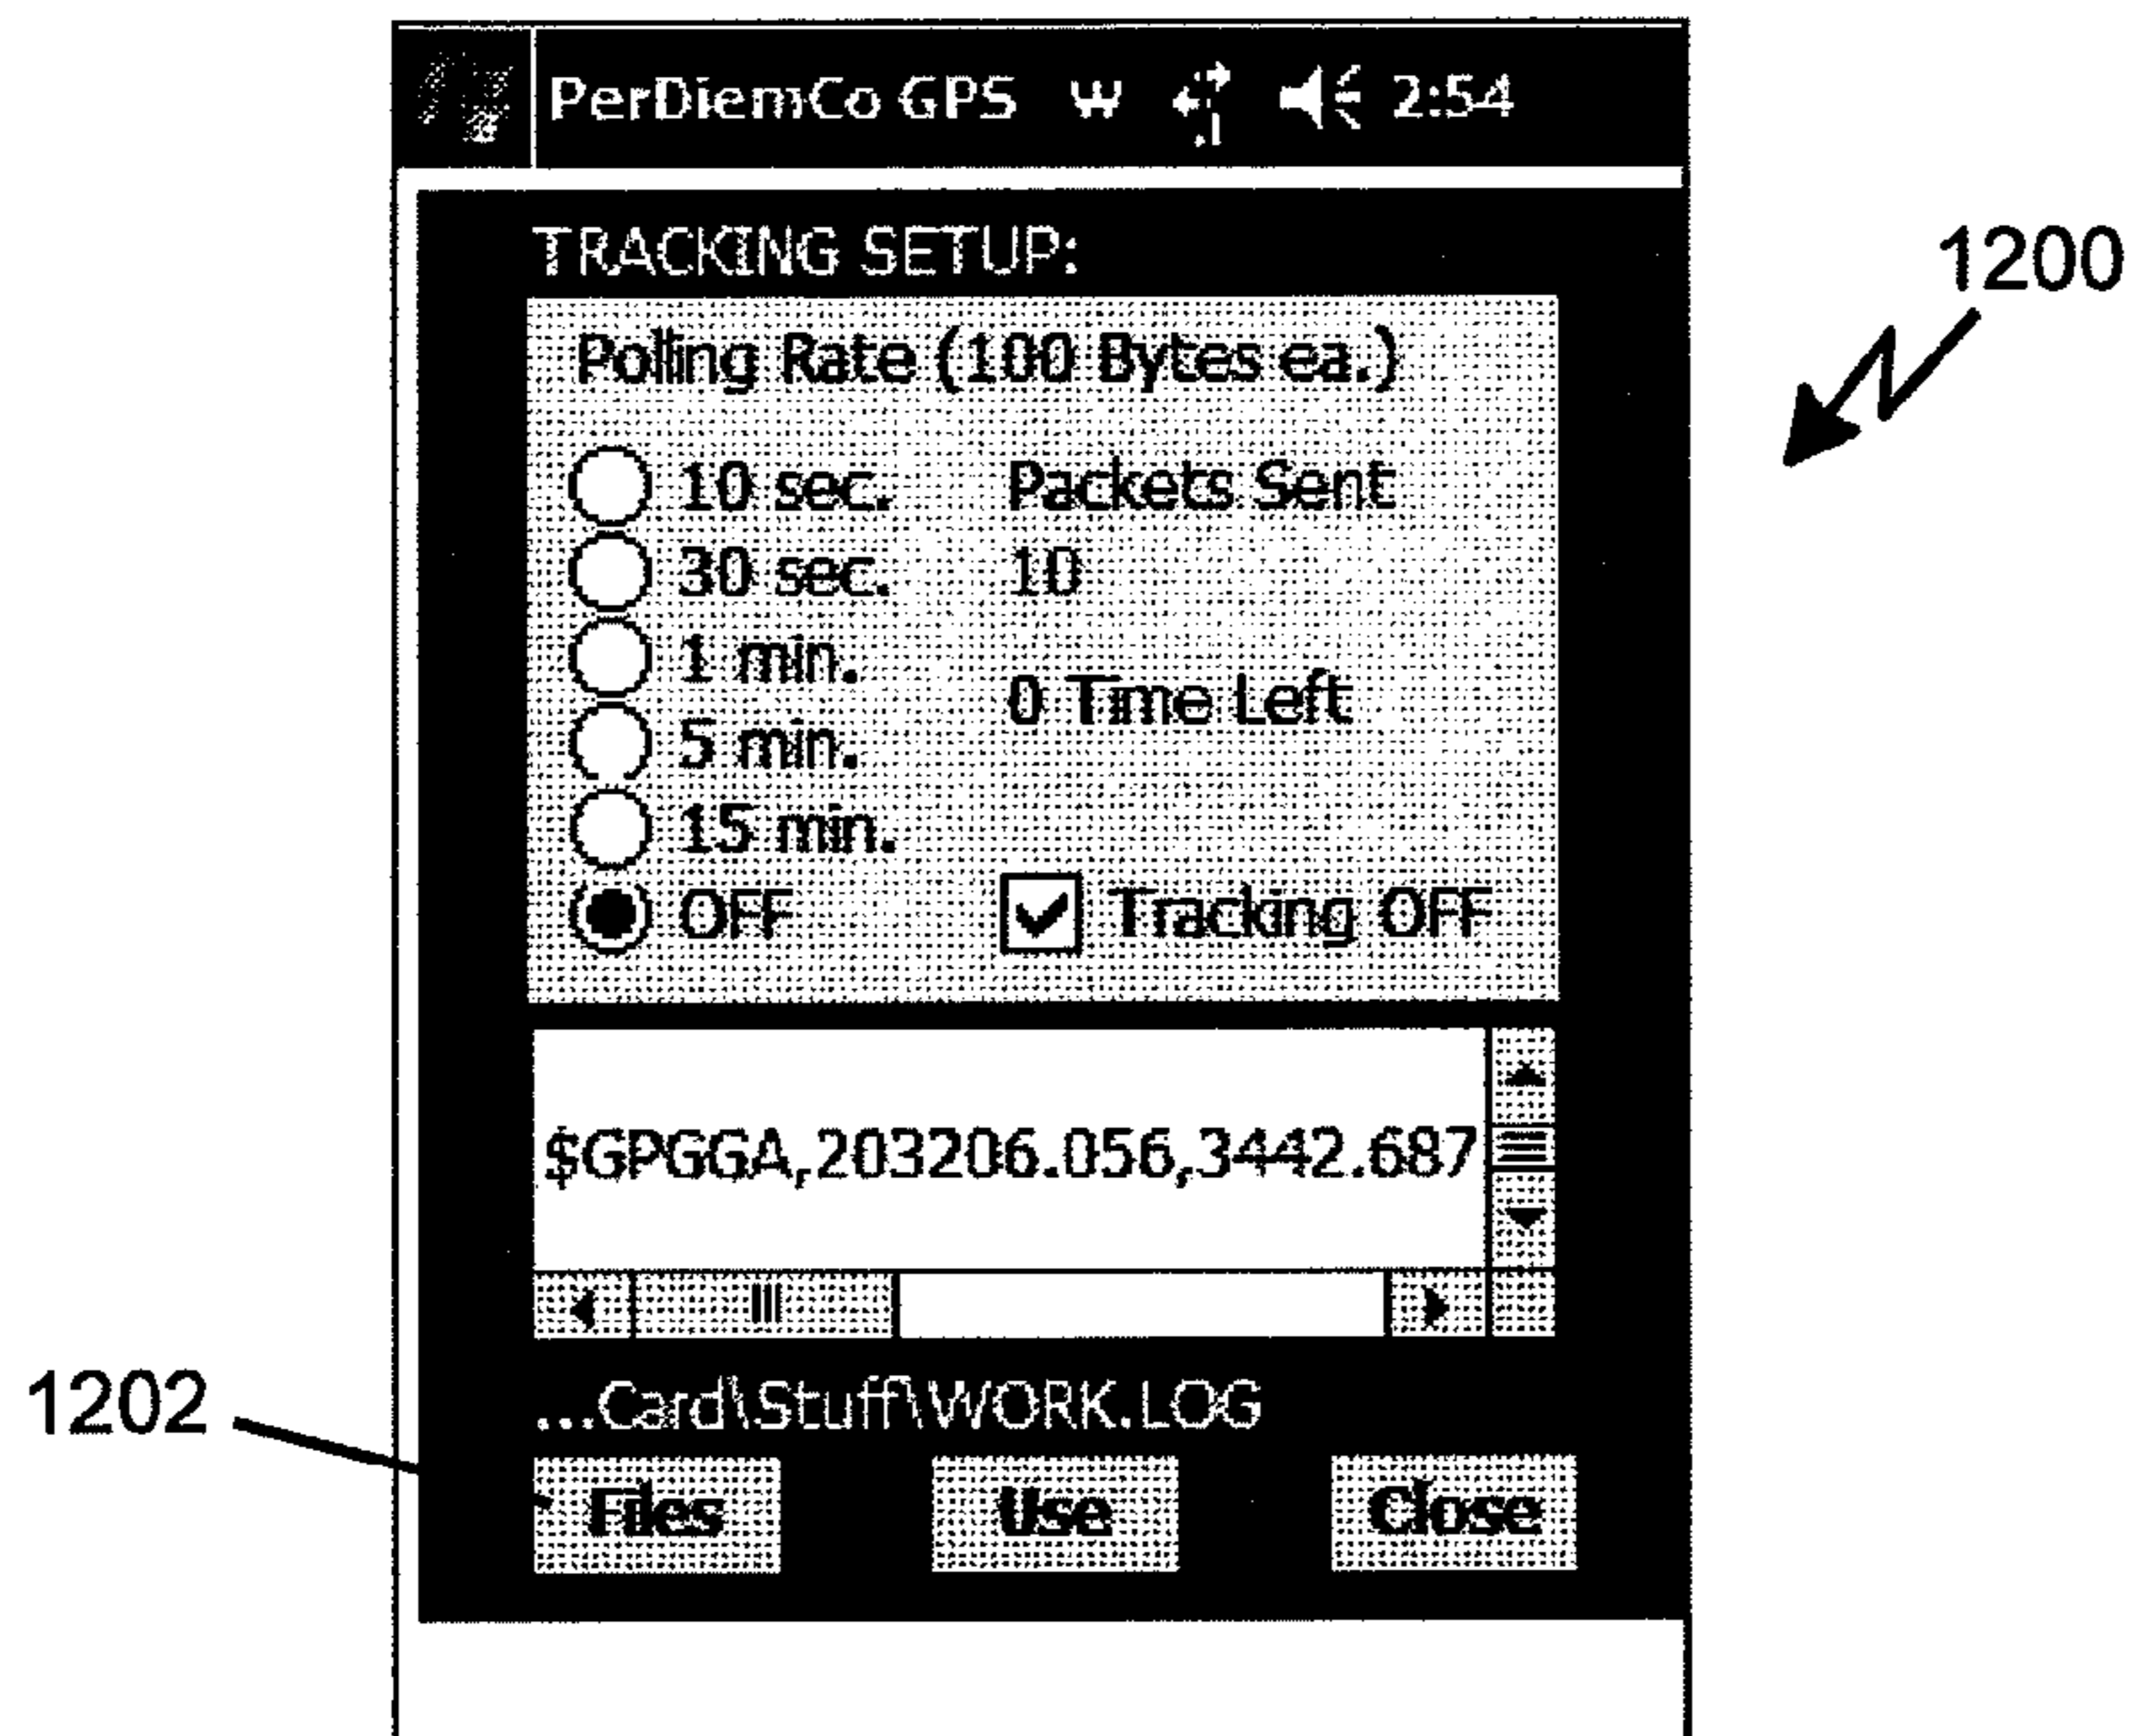 PerDiemCo GPS 2:54
TRACKING SETUP:
1200
Polling Rate (100 Bytes ea.)
10 sec.
Packets Sent
30 sec.
10
1 min.
0 Time Left
5 min.
15 min.
OFF
Tracking OFF
$GPGGA,203206.056,3442.687
...Card\Stuff\WORK.LOG
1202
Files
Use
Close